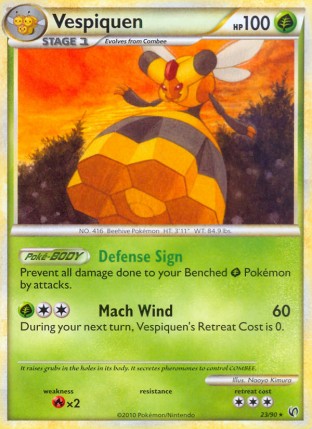 Vespiquen HP 100
STAGE 1 Evolves from Combee
NO. 416 Beehive Pokémon HT: 3'11" WT: 84.9 lbs.
Poké-BODY Defense Sign
Prevent all damage done to your Benched Pokémon
by attacks.
Mach Wind 60
During your next turn, Vespiquen's Retreat Cost is 0.
It raises grubs in the holes in its body. It secretes pheromones to control COMBEE.
Illus. Naoyo Kimura
weakness resistance retreat cost
×2
©2010 Pokémon/Nintendo 23/90 ★